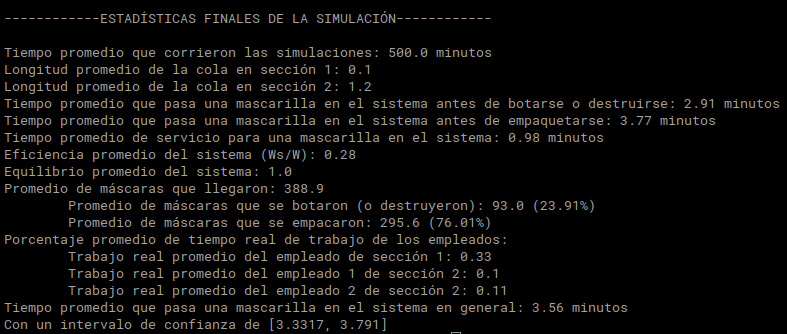 ------------ESTADÍSTICAS FINALES DE LA SIMULACIÓN------------
Tiempo promedio que corrieron las simulaciones: 500.0 minutos
Longitud promedio de la cola en sección 1: 0.1
Longitud promedio de la cola en sección 2: 1.2
Tiempo promedio que pasa una mascarilla en el sistema antes de botarse o destruirse: 2.91 minutos
Tiempo promedio que pasa una mascarilla en el sistema antes de empaquetarse: 3.77 minutos
Tiempo promedio de servicio para una mascarilla en el sistema: 0.98 minutos
Eficiencia promedio del sistema (Ws/W): 0.28
Equilibrio promedio del sistema: 1.0
Promedio de máscaras que llegaron: 388.9
Promedio de máscaras que se botaron (o destruyeron): 93.0 (23.91%)
Promedio de máscaras que se empacaron: 295.6 (76.01%)
Porcentaje promedio de tiempo real de trabajo de los empleados:
Trabajo real promedio del empleado de sección 1: 0.33
Trabajo real promedio del empleado 1 de sección 2: 0.1
Trabajo real promedio del empleado 2 de sección 2: 0.11
Tiempo promedio que pasa una mascarilla en el sistema en general: 3.56 minutos
Con un intervalo de confianza de [3.3317, 3.791]